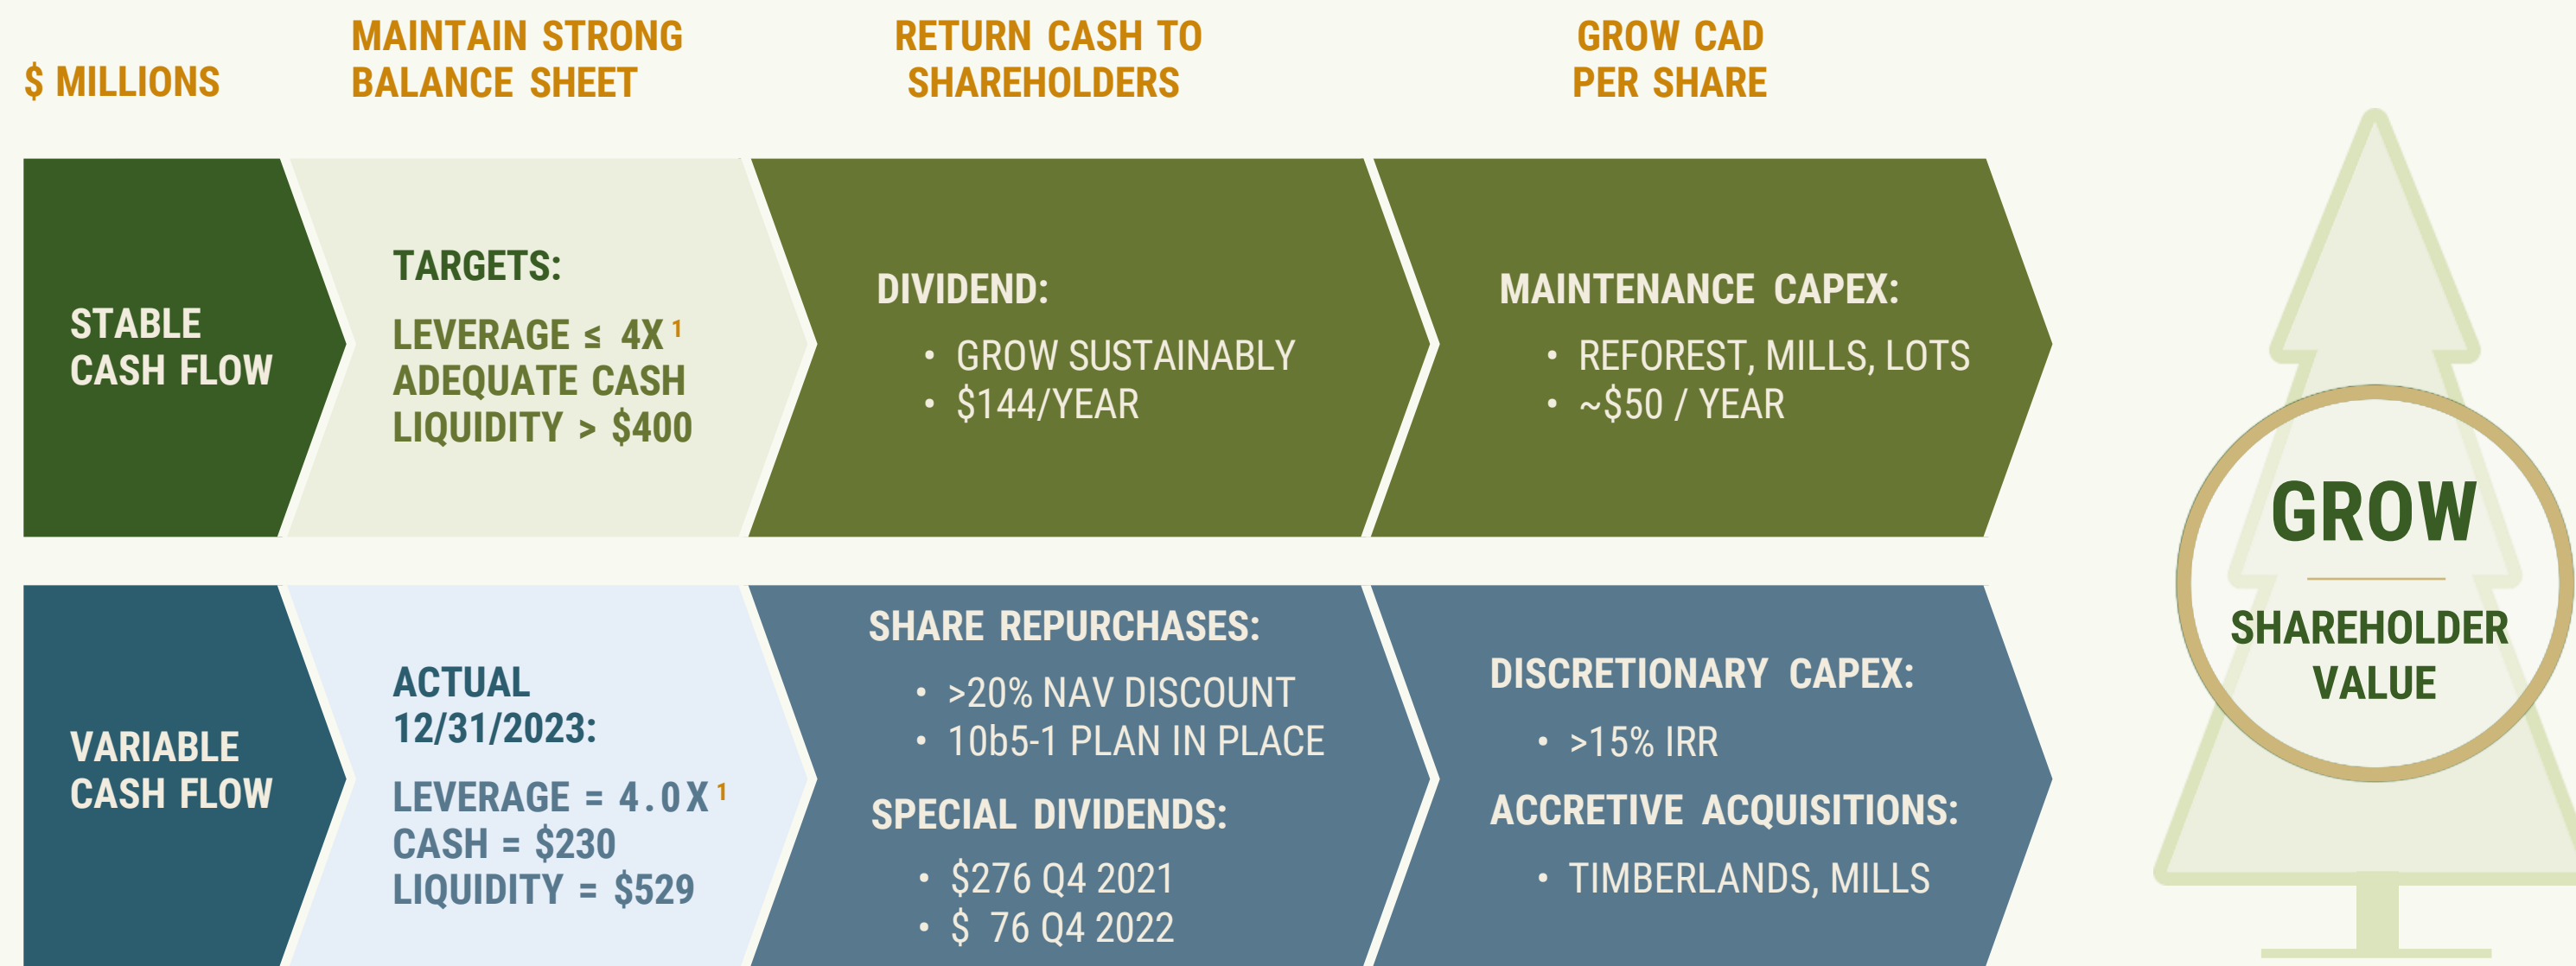 $ MILLIONS
MAINTAIN STRONG
BALANCE SHEET
RETURN CASH TO
SHAREHOLDERS
GROW CAD
PER SHARE
STABLE
CASH FLOW
TARGETS:
LEVERAGE ≤ 4X ¹
ADEQUATE CASH
LIQUIDITY > $400
DIVIDEND:
• GROW SUSTAINABLY
• $144/YEAR
MAINTENANCE CAPEX:
• REFOREST, MILLS, LOTS
• ~$50 / YEAR
VARIABLE
CASH FLOW
ACTUAL
12/31/2023:
LEVERAGE = 4.0X ¹
CASH = $230
LIQUIDITY = $529
SHARE REPURCHASES:
• >20% NAV DISCOUNT
• 10b5-1 PLAN IN PLACE
SPECIAL DIVIDENDS:
• $276 Q4 2021
• $ 76 Q4 2022
DISCRETIONARY CAPEX:
• >15% IRR
ACCRETIVE ACQUISITIONS:
• TIMBERLANDS, MILLS
GROW
SHAREHOLDER
VALUE